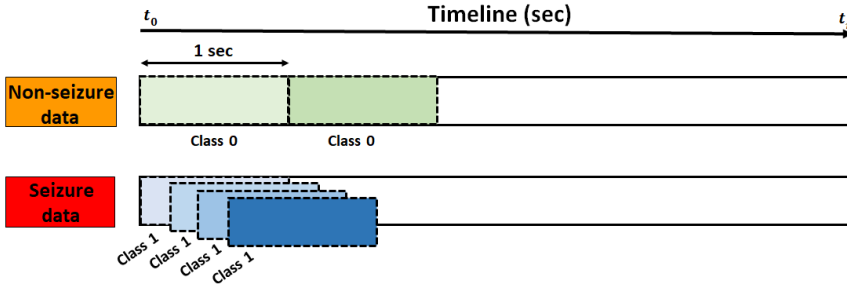 t₀ Timeline (sec) t
1 sec
Non-seizure
data
Class 0 Class 0
Seizure
data
Class 1
Class 1
Class 1
Class 1